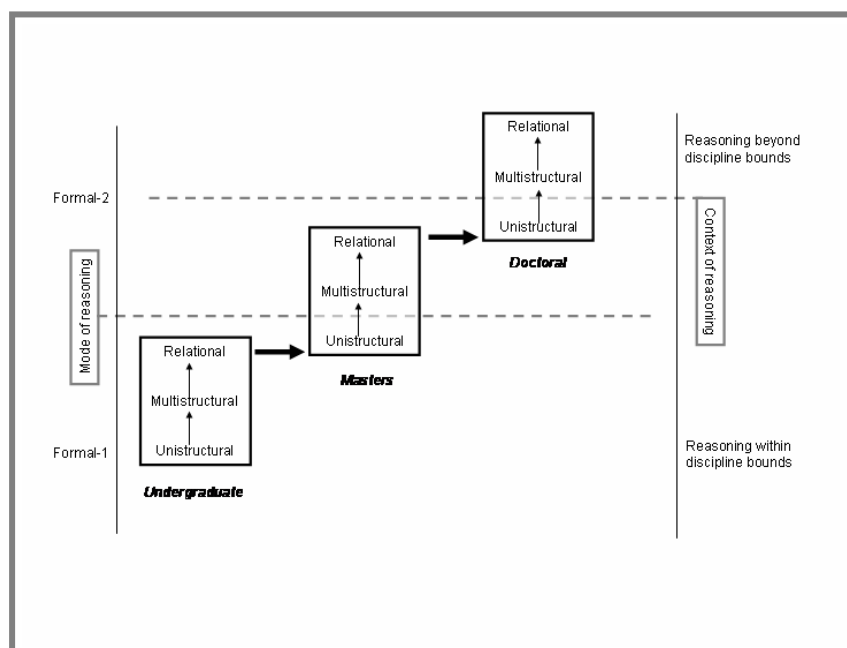 Relational
Multistructural
Unistructural
Doctoral
Reasoning beyond
discipline bounds
Formal-2
Context of reasoning
Relational
Multistructural
Unistructural
Masters
Mode of reasoning
Relational
Multistructural
Unistructural
Undergraduate
Formal-1
Reasoning within
discipline bounds